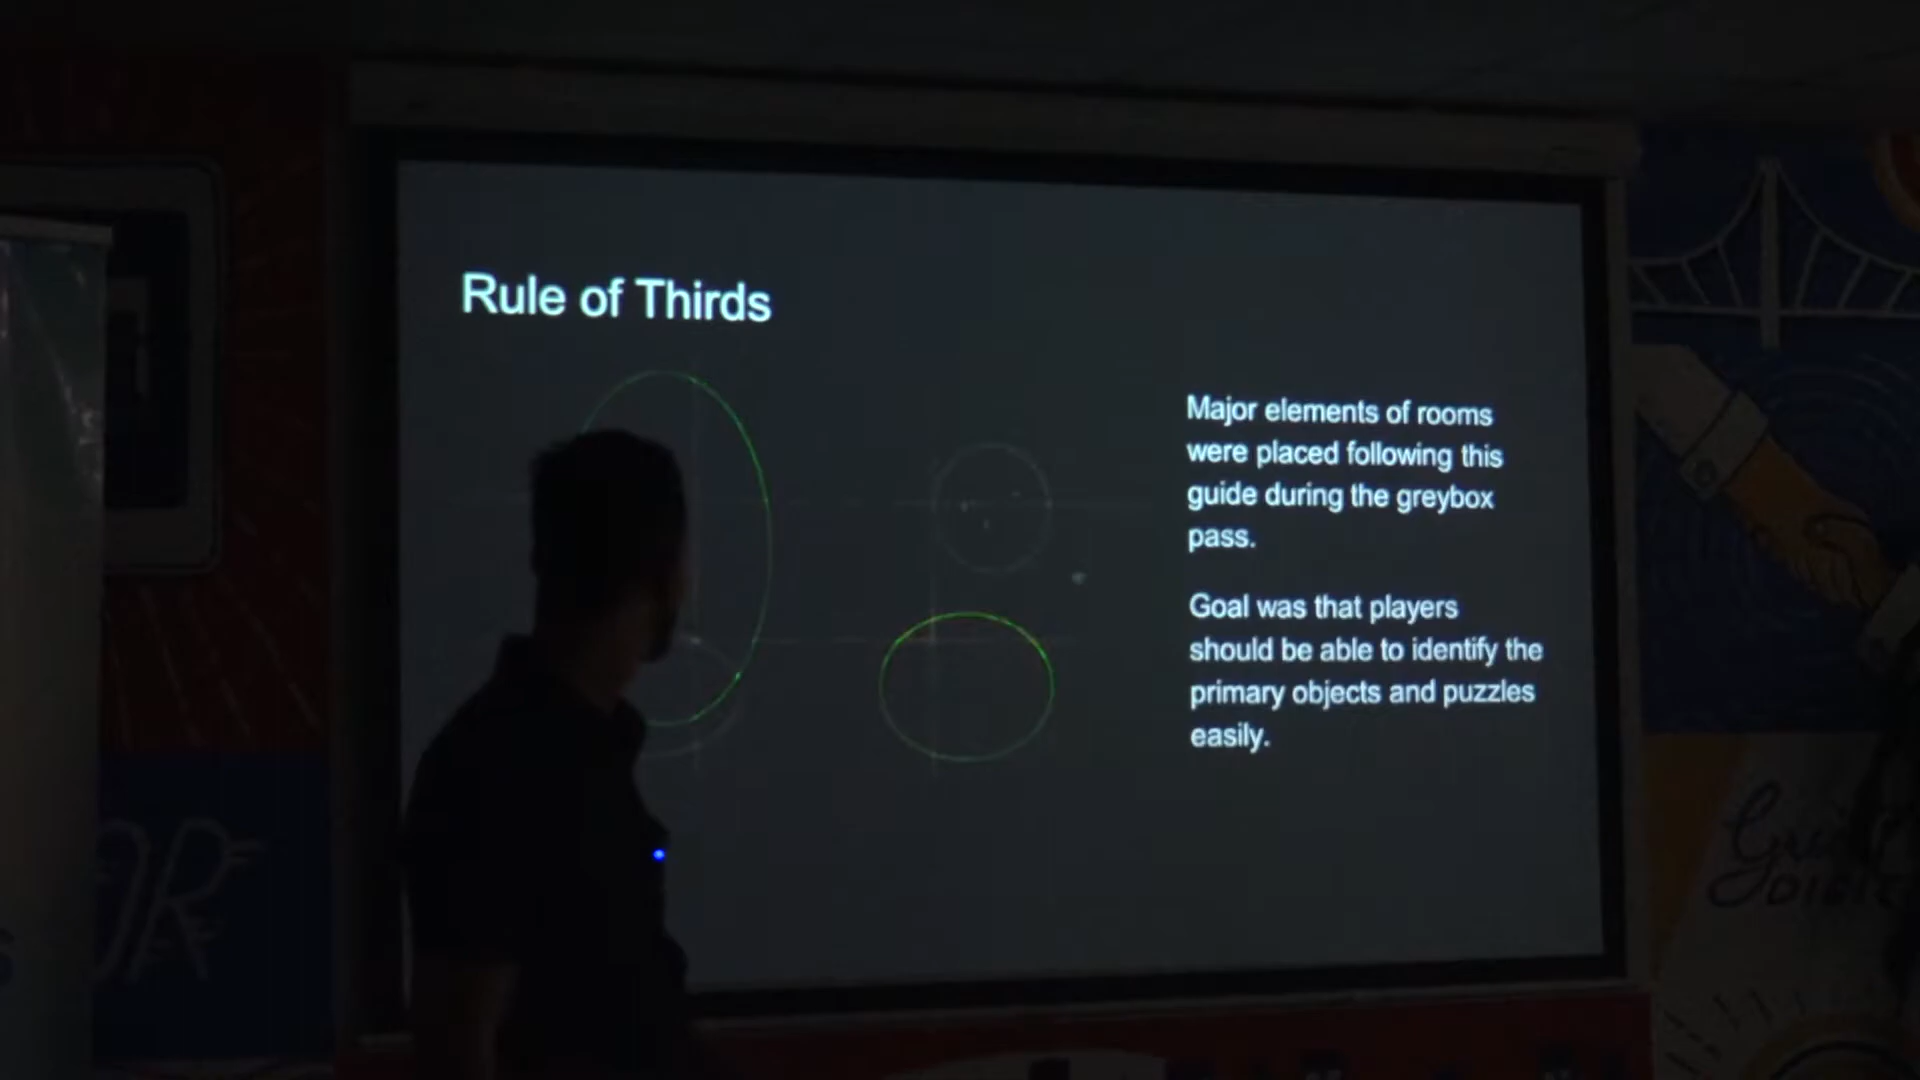 Rule of Thirds
Major elements of rooms
were placed following this
guide during the greybox
pass.
Goal was that players
should be able to identify the
primary objects and puzzles
easily.